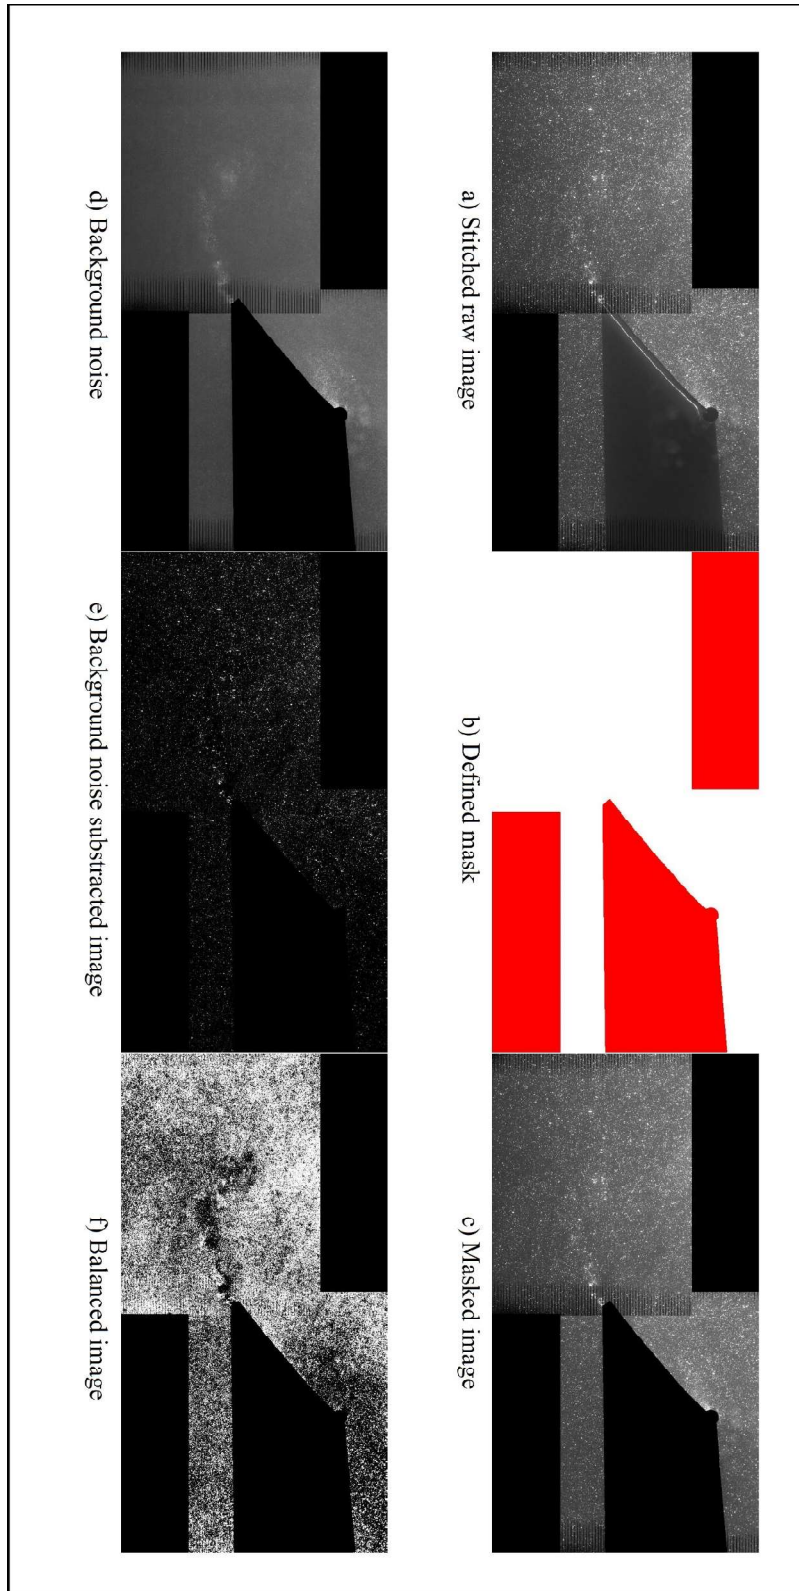 a) Stitched raw image
b) Defined mask
c) Masked image
d) Background noise
e) Background noise substracted image
f) Balanced image